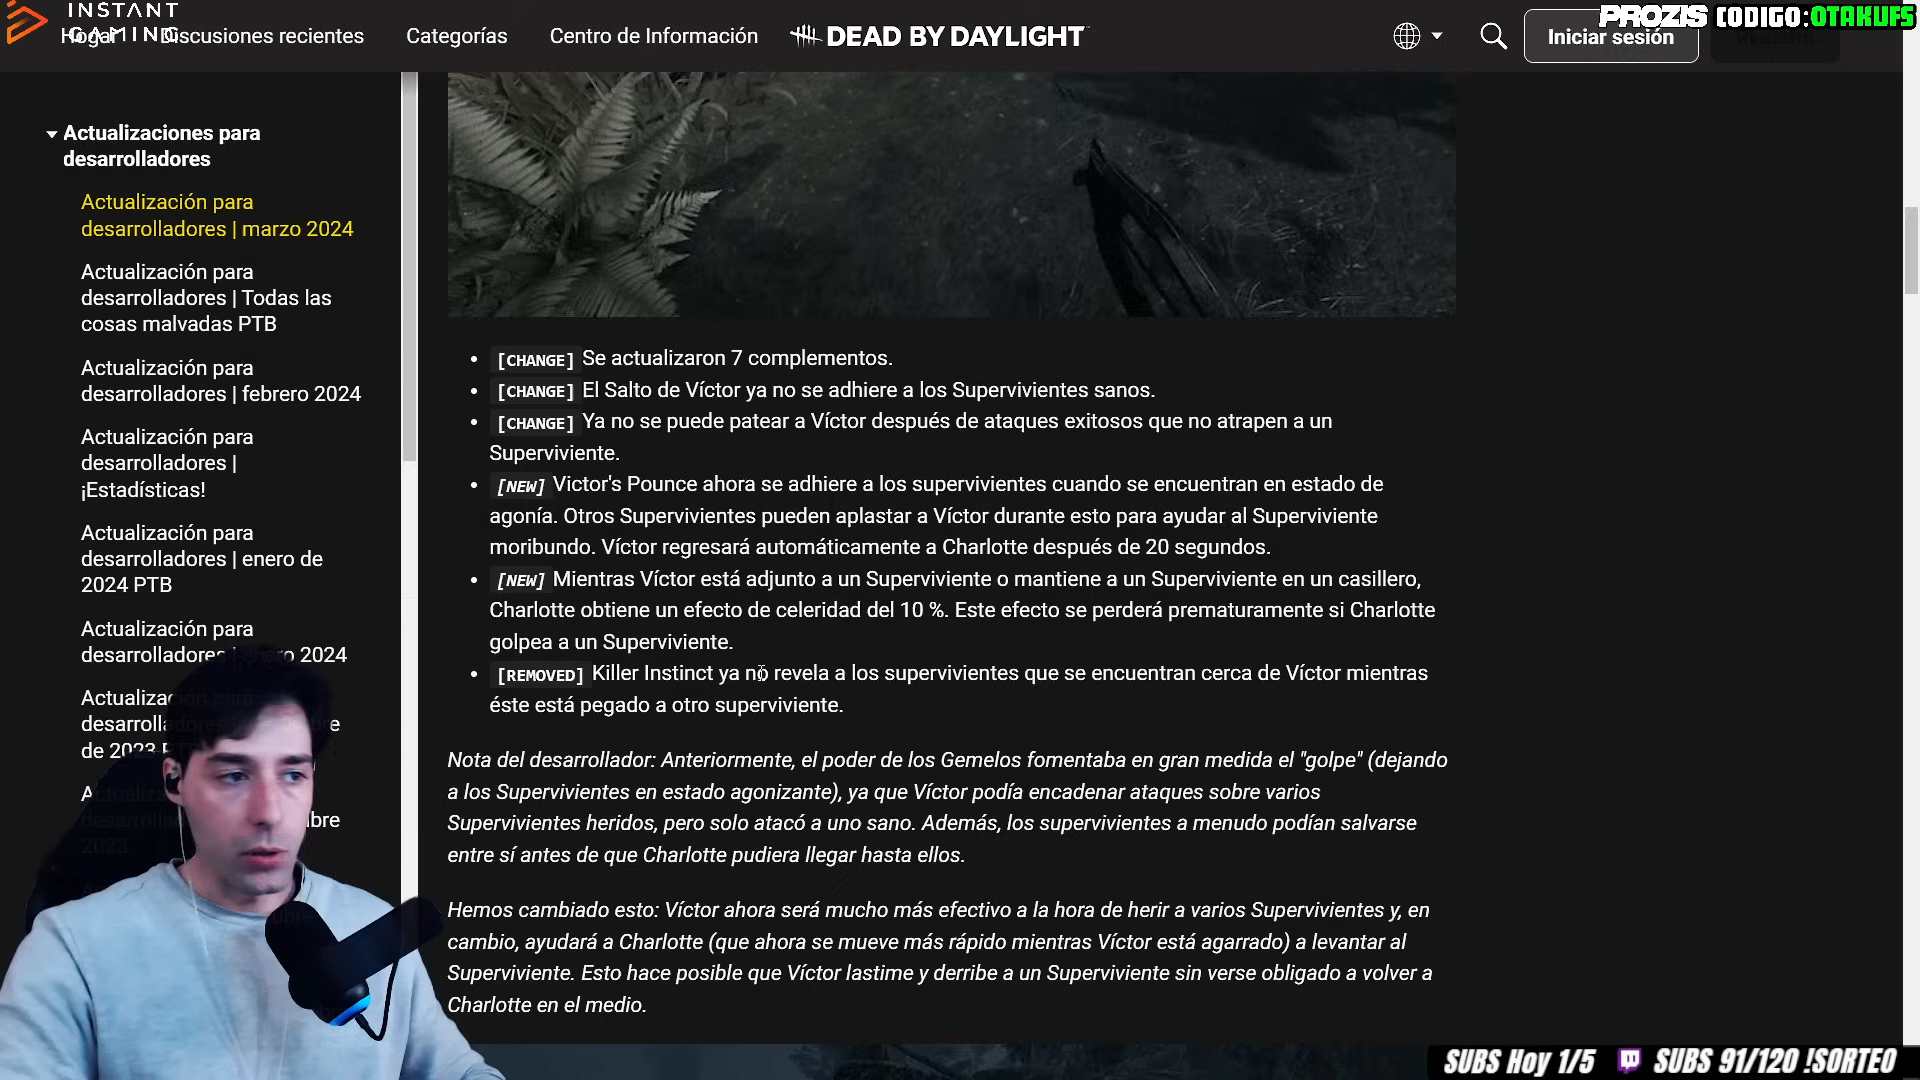 INSTANT
GAMING
Hogar
Discusiones recientes
Categorías
Centro de Información
DEAD BY DAYLIGHT
Iniciar sesión
PROZIS CODIGO:OTAKUFS
Actualizaciones para
desarrolladores
Actualización para
desarrolladores | marzo 2024
Actualización para
desarrolladores | Todas las
cosas malvadas PTB
Actualización para
desarrolladores | febrero 2024
Actualización para
desarrolladores |
¡Estadísticas!
Actualización para
desarrolladores | enero de
2024 PTB
Actualización para
desarrolladores | enero 2024
de 2023 PTB
2023
[CHANGE] Se actualizaron 7 complementos.
[CHANGE] El Salto de Víctor ya no se adhiere a los Supervivientes sanos.
[CHANGE] Ya no se puede patear a Víctor después de ataques exitosos que no atrapen a un
Superviviente.
[NEW] Victor's Pounce ahora se adhiere a los supervivientes cuando se encuentran en estado de
agonía. Otros Supervivientes pueden aplastar a Víctor durante esto para ayudar al Superviviente
moribundo. Víctor regresará automáticamente a Charlotte después de 20 segundos.
[NEW] Mientras Víctor está adjunto a un Superviviente o mantiene a un Superviviente en un casillero,
Charlotte obtiene un efecto de celeridad del 10 %. Este efecto se perderá prematuramente si Charlotte
golpea a un Superviviente.
[REMOVED] Killer Instinct ya no revela a los supervivientes que se encuentran cerca de Víctor mientras
éste está pegado a otro superviviente.
Nota del desarrollador: Anteriormente, el poder de los Gemelos fomentaba en gran medida el "golpe" (dejando
a los Supervivientes en estado agonizante), ya que Víctor podía encadenar ataques sobre varios
Supervivientes heridos, pero solo atacó a uno sano. Además, los supervivientes a menudo podían salvarse
entre sí antes de que Charlotte pudiera llegar hasta ellos.
Hemos cambiado esto: Víctor ahora será mucho más efectivo a la hora de herir a varios Supervivientes y, en
cambio, ayudará a Charlotte (que ahora se mueve más rápido mientras Víctor está agarrado) a levantar al
Superviviente. Esto hace posible que Víctor lastime y derribe a un Superviviente sin verse obligado a volver a
Charlotte en el medio.
SUBS Hoy 1/5
SUBS 91/120 !SORTEO